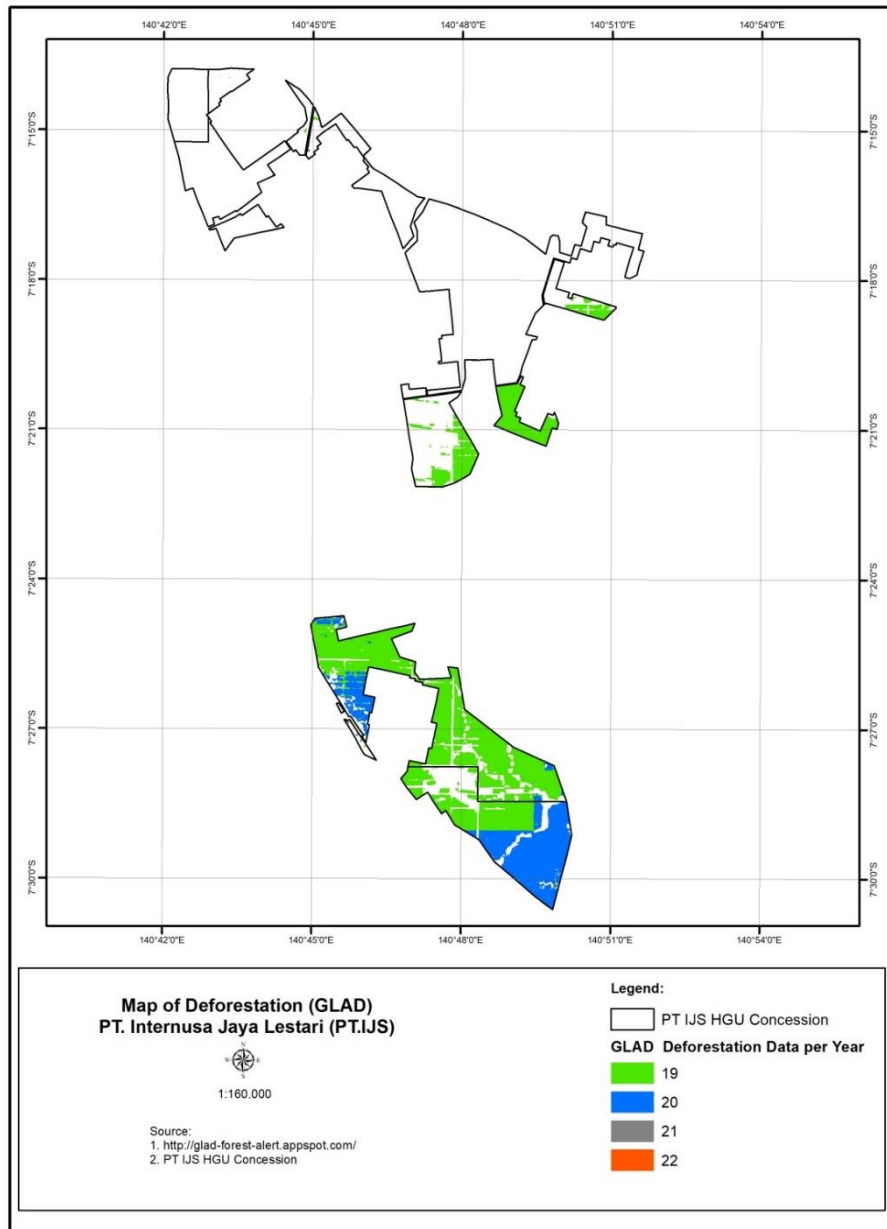 140°42'0"E 140°45'0"E 140°48'0"E 140°51'0"E 140°54'0"E
7°15'0"S 7°15'0"S
7°18'0"S 7°18'0"S
7°21'0"S 7°21'0"S
7°24'0"S 7°24'0"S
7°27'0"S 7°27'0"S
7°30'0"S 7°30'0"S
140°42'0"E 140°45'0"E 140°48'0"E 140°51'0"E 140°54'0"E
Map of Deforestation (GLAD)
PT. Internusa Jaya Lestari (PT.IJS)
N
W E
S
1:160.000
Source:
1. http://glad-forest-alert.appspot.com/
2. PT IJS HGU Concession
Legend:
PT IJS HGU Concession
GLAD Deforestation Data per Year
19
20
21
22